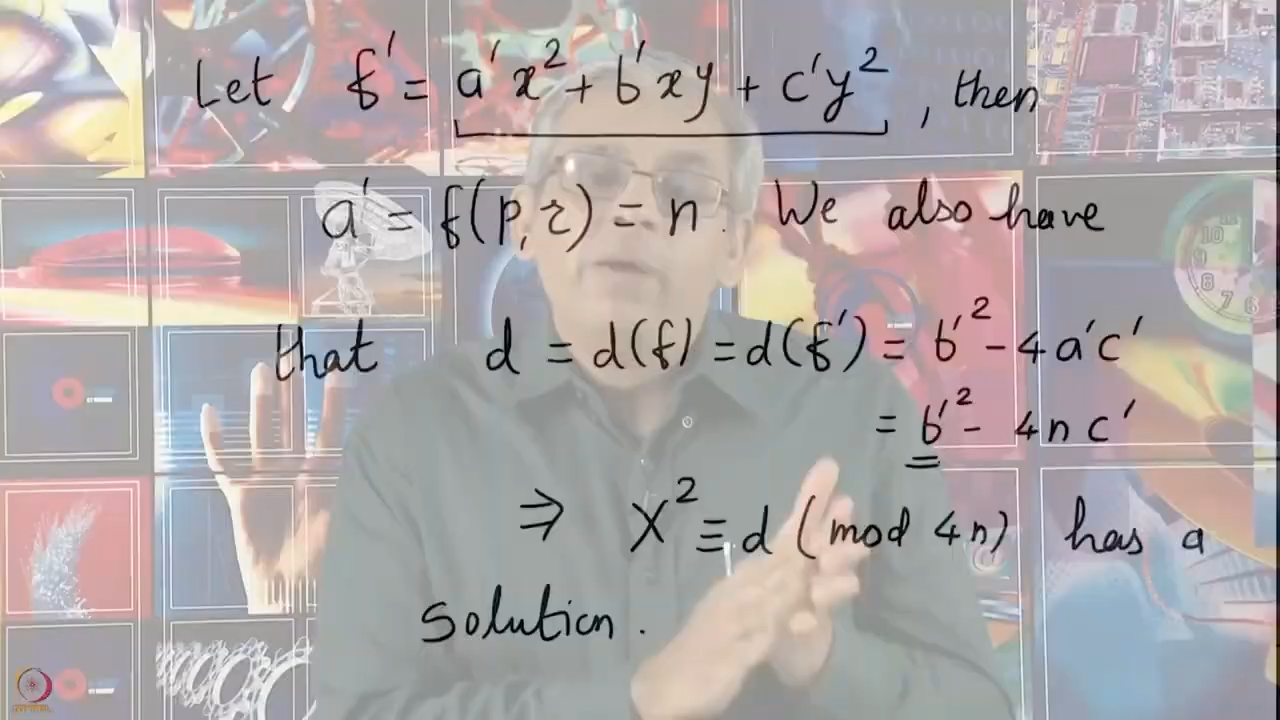 Let f' = a'x² + b'xy + c'y² , then
a' = f(p, r) = n. We also have
that d = d(f) = d(f') = b'² - 4a'c'
= b'² - 4nc'
⇒ X² ≡ d (mod 4n) has a
solution.